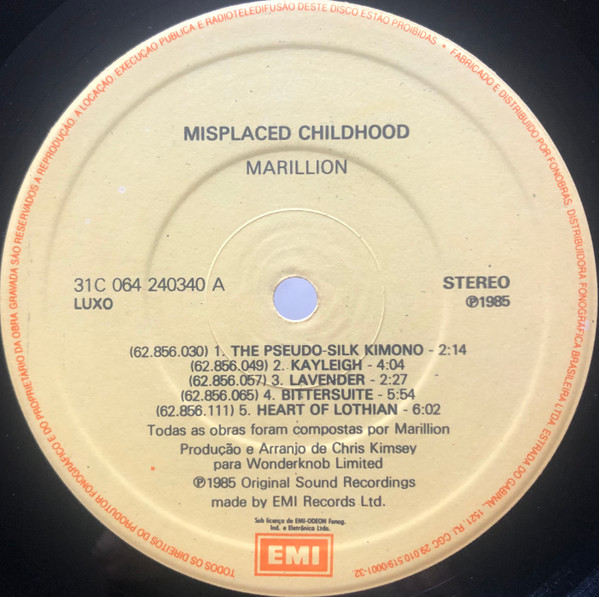 TODOS OS DIREITOS DO PRODUTOR FONOGRÁFICO E DO PROPRIETÁRIO DA OBRA GRAVADA SÃO RESERVADOS A REPRODUÇÃO. A LOCAÇÃO, EXECUÇÃO PÚBLICA E RADIOTELEDIFUSÃO DESTE DISCO ESTÃO PROIBIDAS • FABRICADO E DISTRIBUÍDO POR FONOBRÁS, DISTRIBUIDORA FONOGRÁFICA BRASILEIRA LTDA. ESTRADA DO GABINAL, 1521. RJ. CGC 29.010.519/0001-32.
MISPLACED CHILDHOOD
MARILLION
31C 064 240340 A
LUXO
STEREO
℗1985
(62.856.030) 1. THE PSEUDO-SILK KIMONO - 2:14
(62.856.049) 2. KAYLEIGH - 4:04
(62.856.057) 3. LAVENDER - 2:27
(62.856.065) 4. BITTERSUITE - 5:54
(62.856.111) 5. HEART OF LOTHIAN - 6:02
Todas as obras foram compostas por Marillion
Produção e Arranjo de Chris Kimsey
para Wonderknob Limited
℗1985 Original Sound Recordings
made by EMI Records Ltd.
Sob licença de EMI-ODEON Fonog.
Ind. e Eletrônica Ltda.
EMI